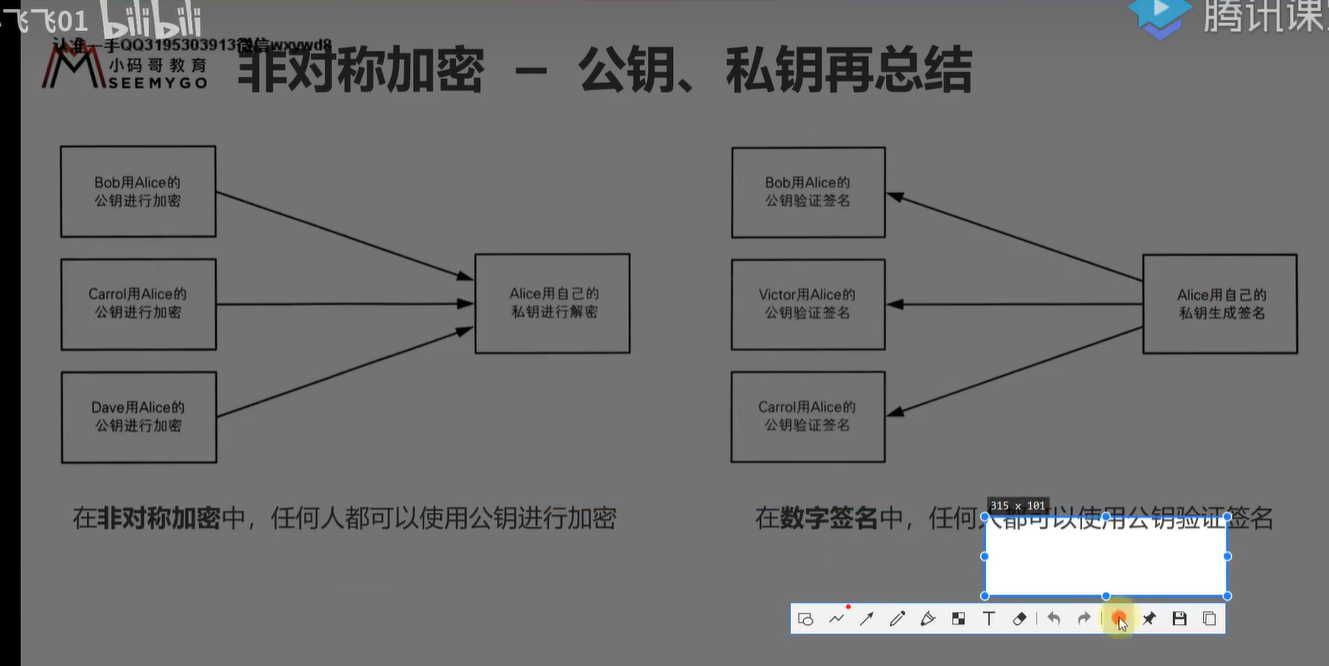 飞飞01 bilibili
腾讯课
认准一手QQ3195303913微信wxywd8
小码哥教育
SEEMYGO
非对称加密 － 公钥、私钥再总结
Bob用Alice的
公钥进行加密
Carrol用Alice的
公钥进行加密
Dave用Alice的
公钥进行加密
Alice用自己的
私钥进行解密
Bob用Alice的
公钥验证签名
Victor用Alice的
公钥验证签名
Carrol用Alice的
公钥验证签名
Alice用自己的
私钥生成签名
在非对称加密中，任何人都可以使用公钥进行加密
在数字签名中，任何人都可以使用公钥验证签名
315 x 101
T